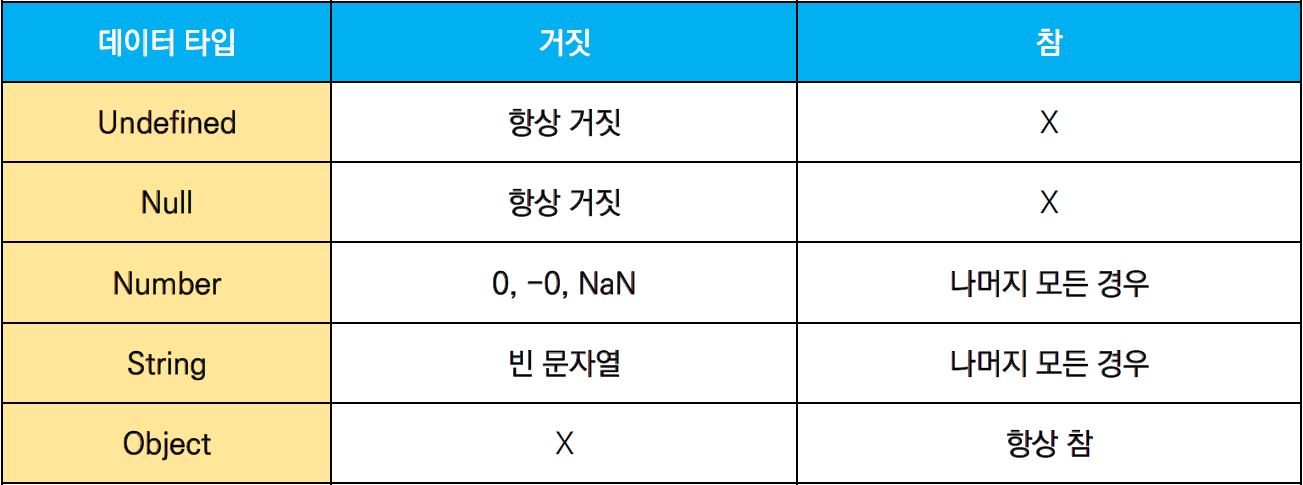 데이터 타입 거짓 참
Undefined 항상 거짓 X
Null 항상 거짓 X
Number 0, -0, NaN 나머지 모든 경우
String 빈 문자열 나머지 모든 경우
Object X 항상 참